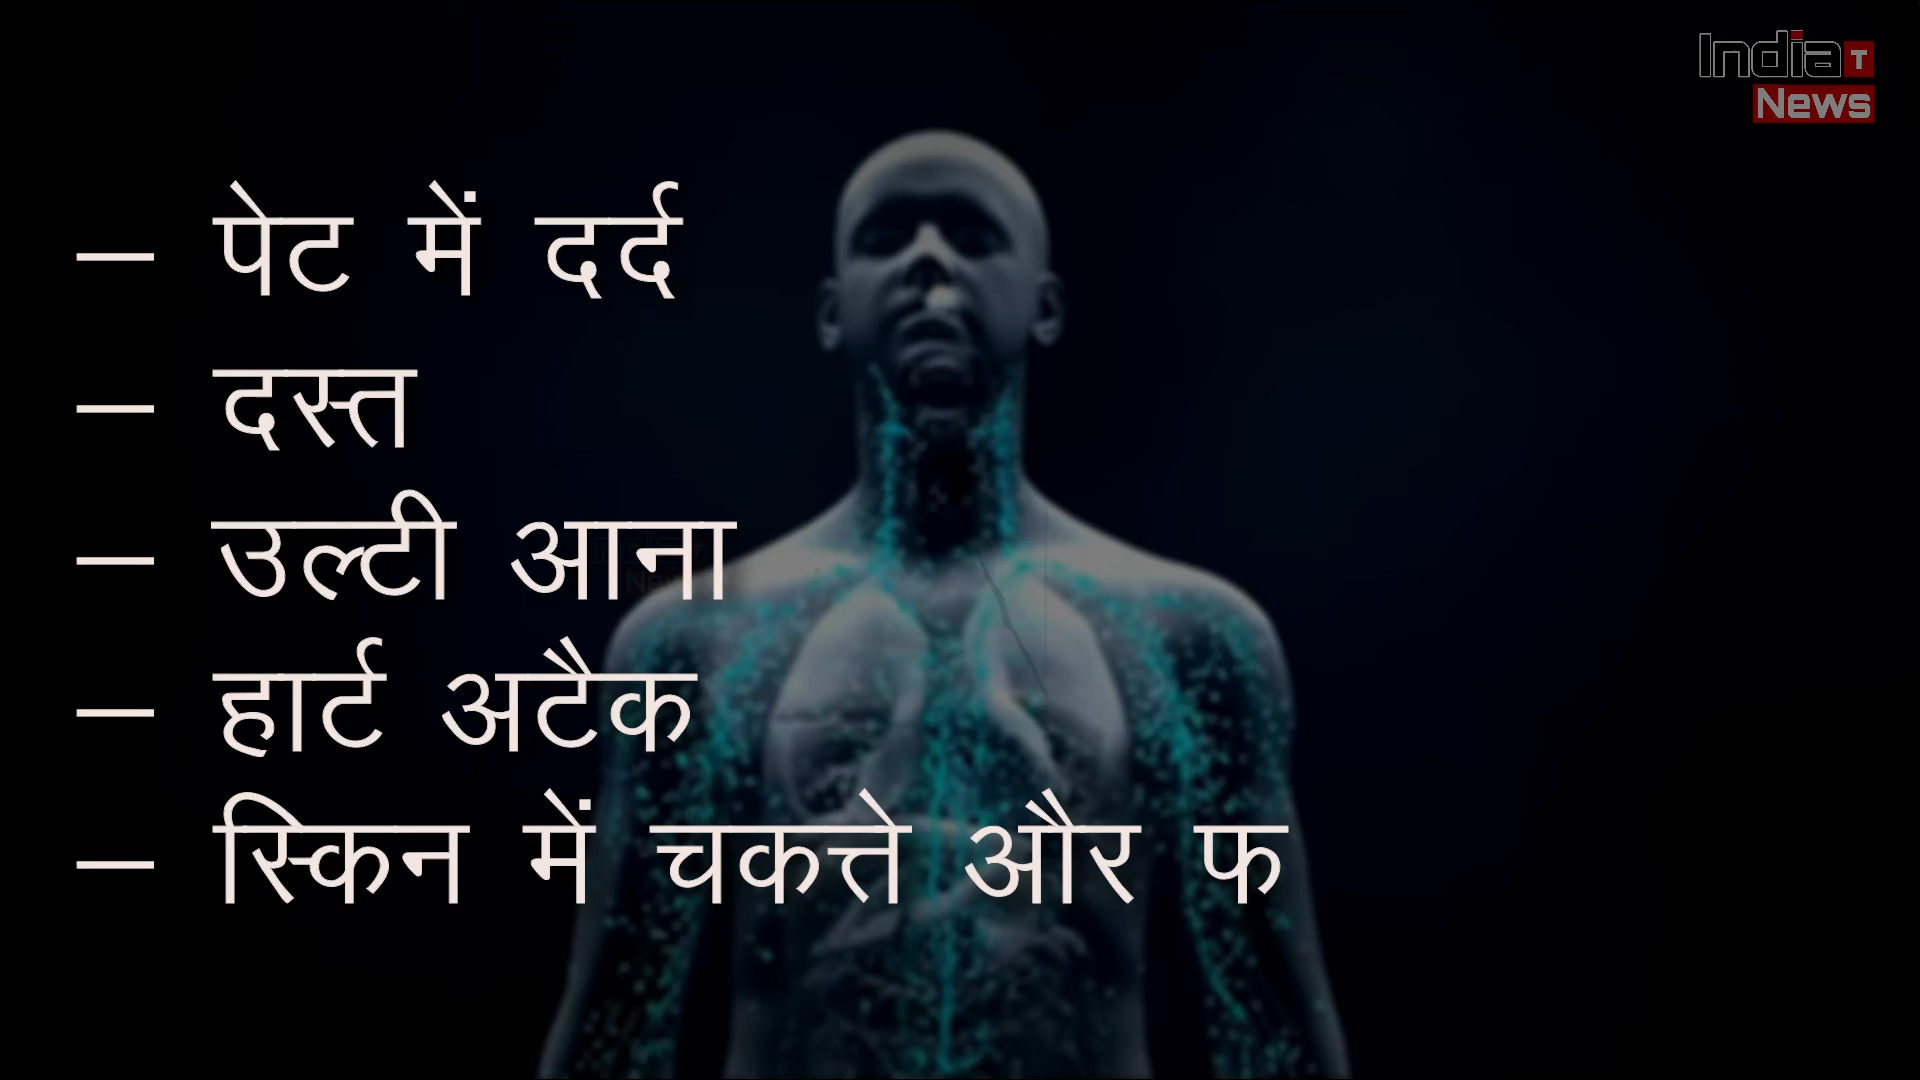 India T
News
– पेट में दर्द
– दस्त
– उल्टी आना
– हार्ट अटैक
– स्किन में चकत्ते और फ